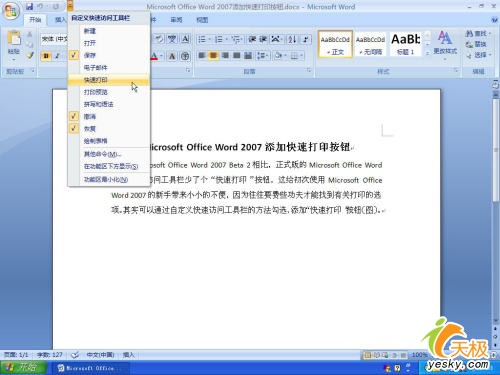 Microsoft Office Word 2007添加快速打印按钮.docx - Microsoft Word
自定义快速访问工具栏
新建
打开
保存
电子邮件
快速打印
打印预览
拼写和语法
撤消
恢复
绘制表格
其他命令(M)...
在功能区下方显示(S)
功能区最小化(N)
开始
引用
邮件
审阅
视图
粘贴
宋体
AaBbCcDd
AaBbCcDd
AaBb
正文
无间隔
标题 1
更改样式
编辑
剪贴板
段落
样式
Microsoft Office Word 2007 添加快速打印按钮
Microsoft Office Word 2007 Beta 2 相比，正式版的 Microsoft Office
访问工具栏少了个“快速打印”按钮，这给初次使用 Microsoft Office
Word 2007 的新手带来小小的不便，因为往往要费些功夫才能找到有关打印的选
项。其实可以通过自定义快速访问工具栏的方法勾选、添加“快速打印”按钮(图)。
页面: 1/1
字数: 127
中文(中国)
插入
100%
天极
yesky.com
开始
Microsoft Office...